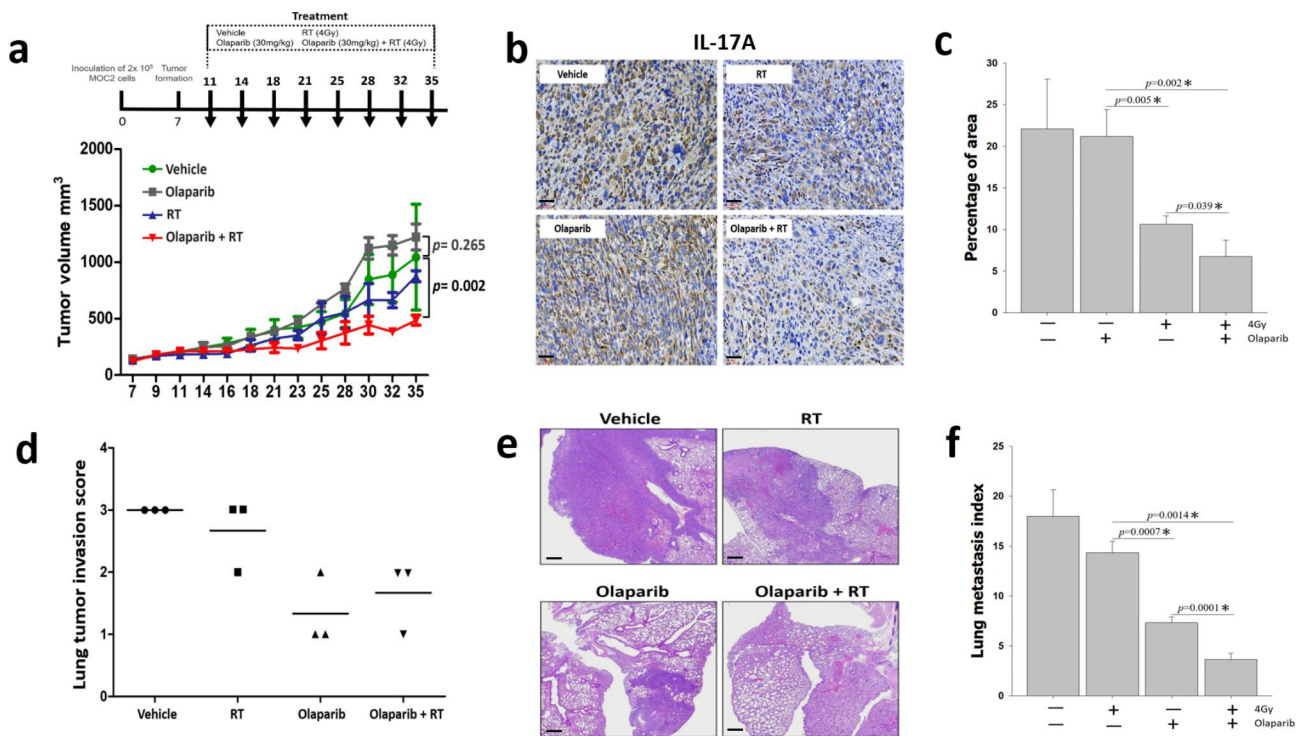 a
Treatment
Vehicle RT (4Gy)
Olaparib (30mg/kg) Olaparib (30mg/kg) + RT (4Gy)
Inoculation of 2x 10⁵ Tumor
MOC2 cells formation
11 14 18 21 25 28 32 35
0 7
2000
1500
1000
500
0
Tumor volume mm³
Vehicle
Olaparib
RT
Olaparib + RT
p= 0.265
p= 0.002
7 9 11 14 16 18 21 23 25 28 30 32 35
b
IL-17A
Vehicle
RT
Olaparib
Olaparib + RT
c
Percentage of area
30
25
20
15
10
5
0
p=0.002 *
p=0.005 *
p=0.039 *
— — + + 4Gy
— + — + Olaparib
d
Lung tumor invasion score
4
3
2
1
0
Vehicle RT Olaparib Olaparib + RT
e
Vehicle
RT
Olaparib
Olaparib + RT
f
Lung metastasis index
25
20
15
10
5
0
p=0.0014 *
p=0.0007 *
p=0.0001 *
— + — + 4Gy
— — + + Olaparib